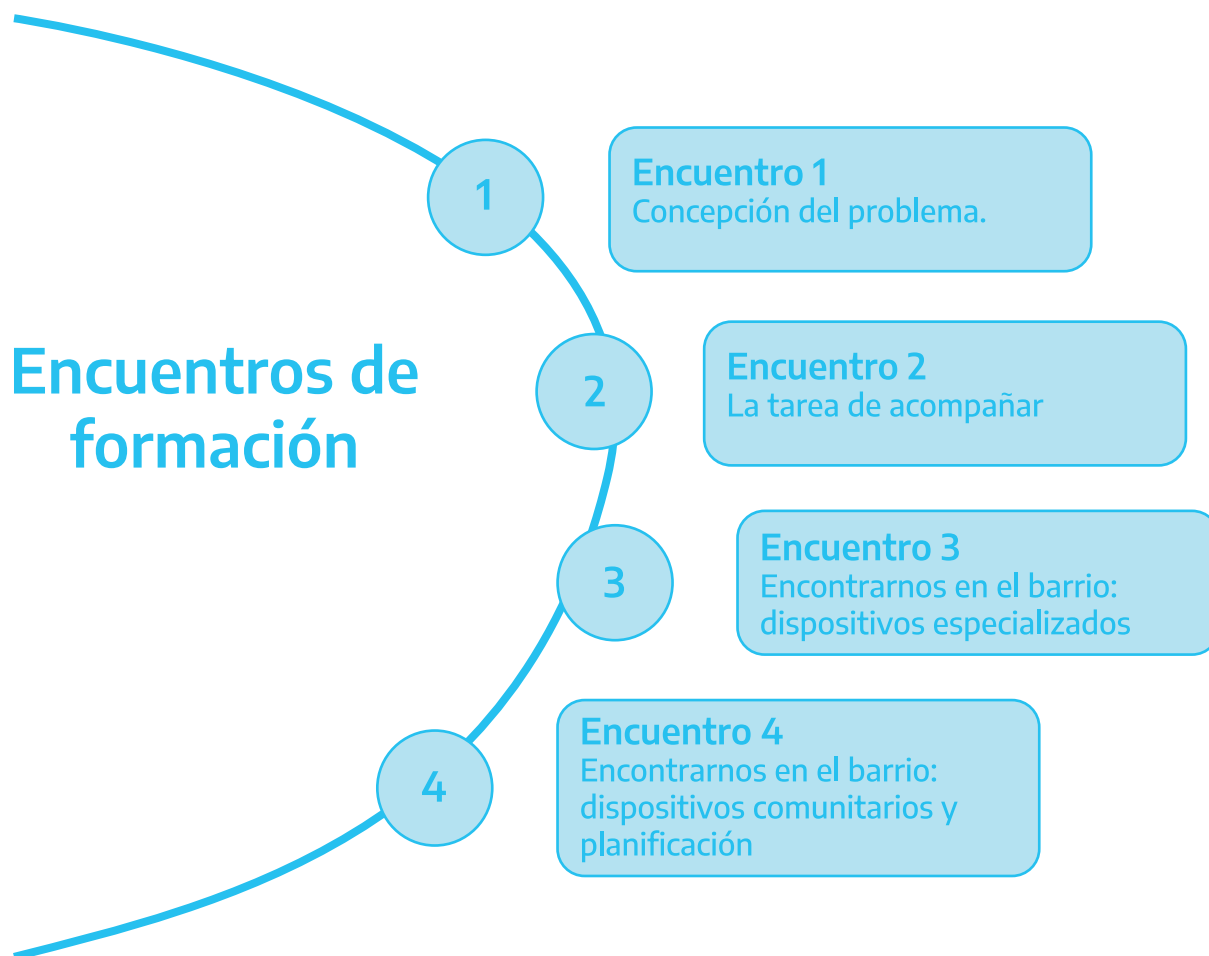 Encuentros de
formación
1
Encuentro 1
Concepción del problema.
2
Encuentro 2
La tarea de acompañar
3
Encuentro 3
Encontrarnos en el barrio:
dispositivos especializados
4
Encuentro 4
Encontrarnos en el barrio:
dispositivos comunitarios y
planificación